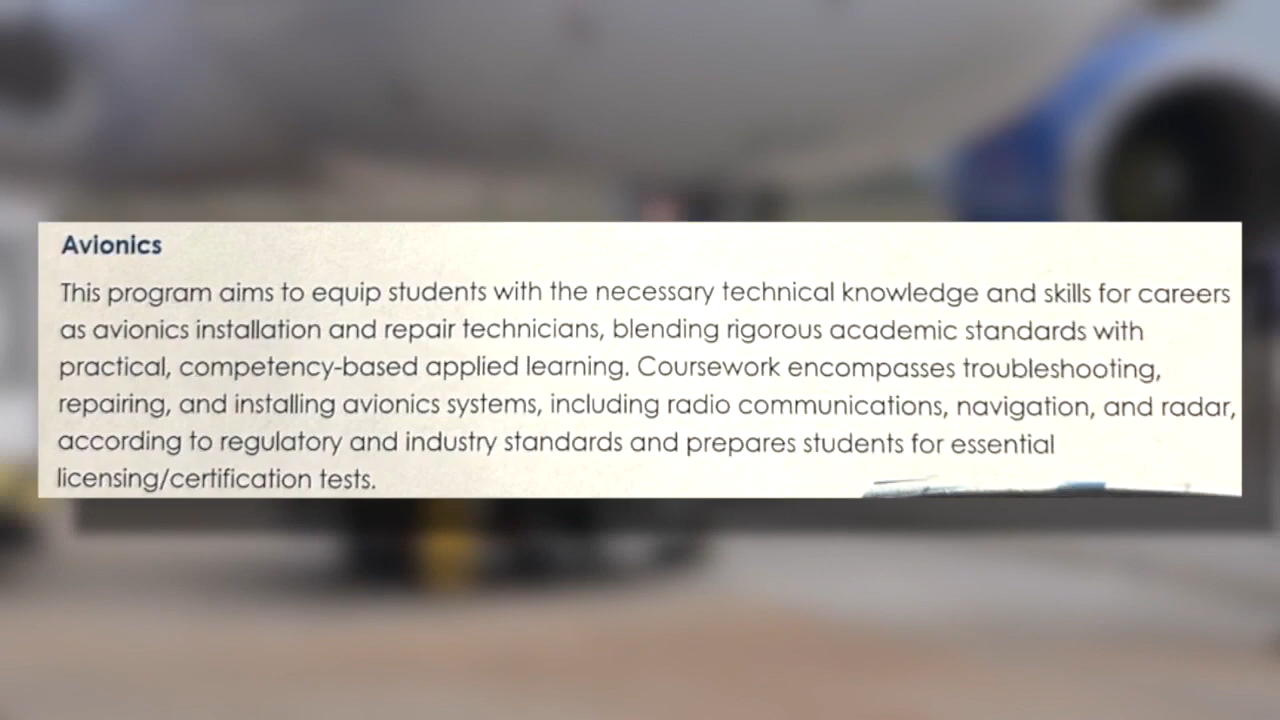 Avionics
This program aims to equip students with the necessary technical knowledge and skills for careers
as avionics installation and repair technicians, blending rigorous academic standards with
practical, competency-based applied learning. Coursework encompasses troubleshooting,
repairing, and installing avionics systems, including radio communications, navigation, and radar,
according to regulatory and industry standards and prepares students for essential
licensing/certification tests.